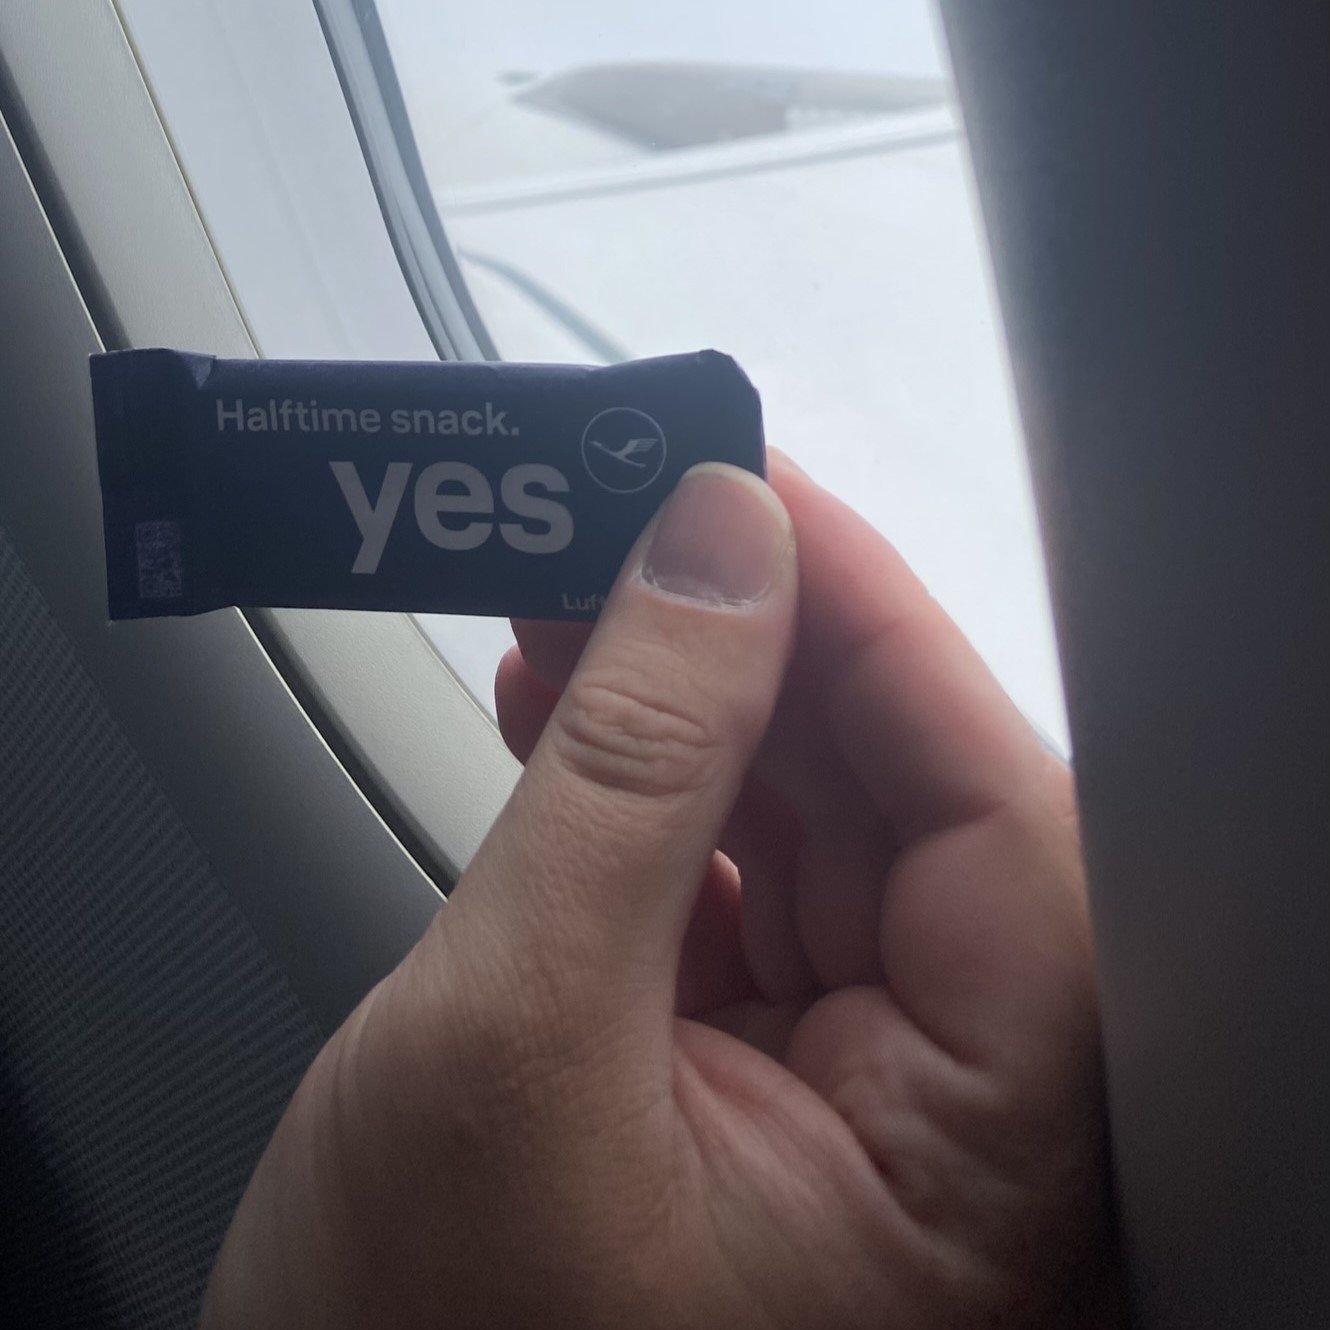 Halftime snack.
yes